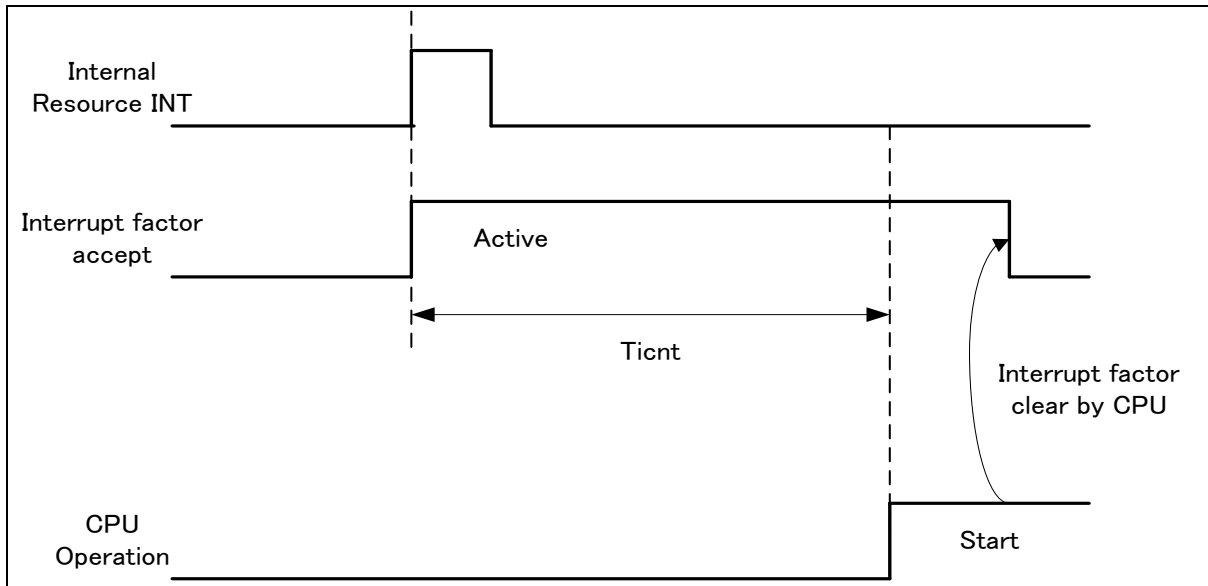 Internal
Resource INT
Interrupt factor
accept
Active
Ticnt
Interrupt factor
clear by CPU
CPU
Operation
Start